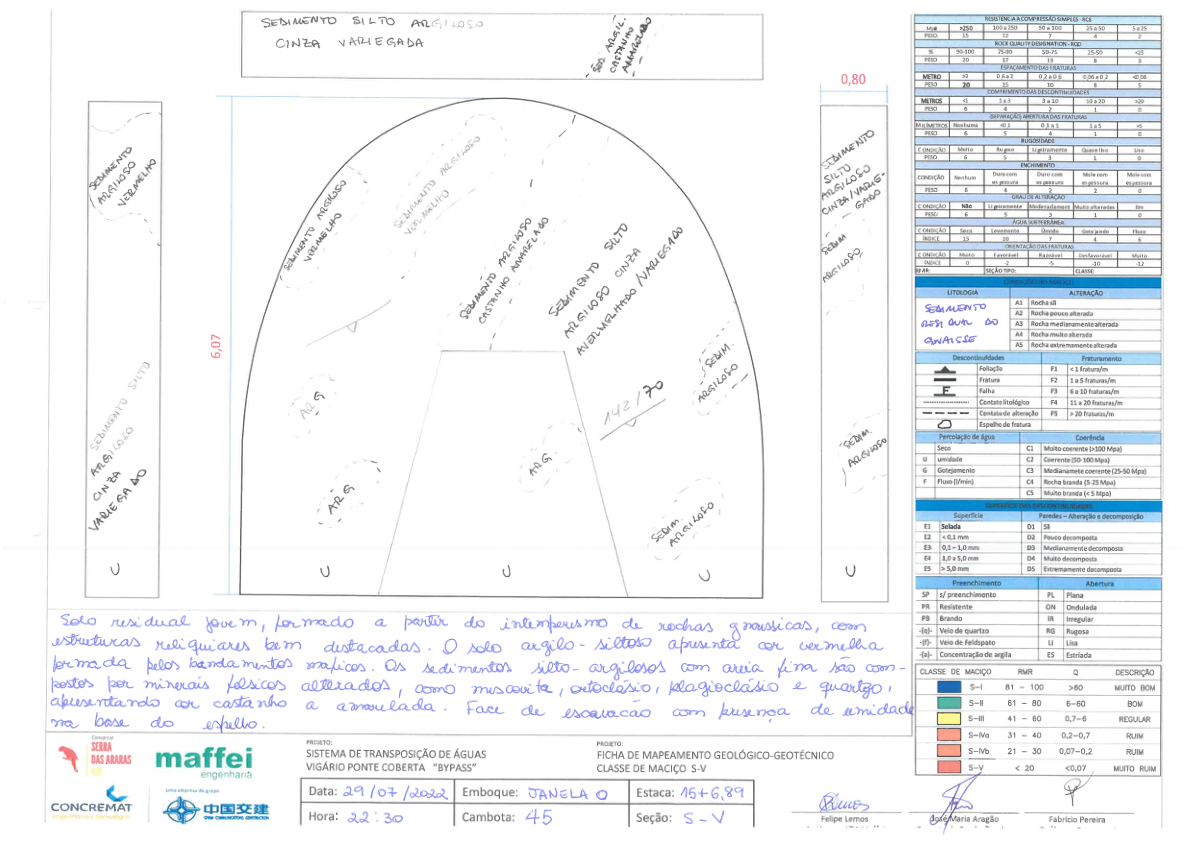 SEDIMENTO SILTO ARGILOSO
CINZA VARIEGADA
SED. ARGIL.
CASTANHO
AMARELADO
0,80
6,07
SEDIMENTO
ARGILOSO
VERMELHO
SEDIMENTO SILTO
ARGILOSO
CINZA
VARIEGADO
U
SEDIMENTO ARGILOSO
VERMELHO
SEDIMENTO ARGILOSO
VERMELHO
SEDIMENTO ARGILOSO
CASTANHO AMARELADO
SEDIMENTO SILTO
ARGILOSO CINZA
AVERMELHADO/VARIEGADO
SEDIM.
ARGILOSO
142/70
ARG
ARG
ARG
SEDIM.
ARGILOSO
U
U
U
SEDIMENTO
SILTO
ARGILOSO
CINZA/VARIE-
GADO
SEDIM
ARGILOSO
SEDIM.
ARGILOSO
U
Solo residual jovem, formado a partir do intemperismo de rochas gnaissicas, com
estruturas reliquiares bem destacadas. O solo argilo-siltoso apresenta cor vermelha
formada pelos bandamentos maficos. Os sedimentos silto-argilosos com areia fina são com-
postos por minerais félsicos alterados, como muscovita, ortoclásio, plagioclásio e quartzo,
apresentando cor castanho a amarelada. Face de escavação com presença de umidade
na base do espelho.
RESISTENCIA A COMPRESSÃO SIMPLES - RCS
Mpa >250 100 a 250 50 a 100 25 a 50 5 a 25
PESO 15 12 7 4 2
ROCK QUALITY DESIGNATION - RQD
% 90-100 75-90 50-75 25-50 <25
PESO 20 17 13 8 3
ESPAÇAMENTO DAS FRATURAS
METRO >2 0,6 a 2 0,2 a 0,6 0,06 a 0,2 <0,06
PESO 20 15 10 8 5
COMPRIMENTO DAS DESCONTINUIDADES
METROS <1 1 a 3 3 a 10 10 a 20 >20
PESO 6 4 2 1 0
(SEPARAÇÃO) ABERTURA DAS FRATURAS
MILÍMETROS Nenhuma <0,1 0,1 a 1 1 a 5 >5
PESO 6 5 4 1 0
RUGOSIDADE
CONDIÇÃO Muito Rugoso Ligeiramente Quase liso Liso
PESO 6 5 3 1 0
ENCHIMENTO
CONDIÇÃO Nenhum Duro com espessura Duro com espessura Mole com espessura Mole com espessura
PESO 6 4 2 2 0
GRAU DE ALTERAÇÃO
CONDIÇÃO Não Ligeiramente Moderadament Muito alteradas Em
PESO 6 5 3 1 0
ÁGUA SUBTERRÂNEA
CONDIÇÃO Seco Levemente Úmido Gotejando Fluxo
ÍNDICE 15 10 7 4 0
ORIENTAÇÃO DAS FRATURAS
CONDIÇÃO Muito Favorável Razoável Desfavorável Muito
ÍNDICE 0 -2 -5 -10 -12
RMR: SEÇÃO TIPO: CLASSE:
CONDIÇÕES DO MACIÇO
LITOLOGIA ALTERAÇÃO
SEDIMENTO
RESIDUAL DO
GNAISSE
A1 Rocha sã
A2 Rocha pouco alterada
A3 Rocha medianamente alterada
A4 Rocha muito alterada
A5 Rocha extremamente alterada
Descontinuidades Fraturamento
Foliação F1 < 1 fratura/m
Fratura F2 1 a 5 fraturas/m
F Falha F3 6 a 10 fraturas/m
Contato litológico F4 11 a 20 fraturas/m
Contato de alteração F5 > 20 fraturas/m
Espelho de fratura
Percolação de água Coerência
Seco C1 Muito coerente (>100 Mpa)
U umidade C2 Coerente (50-100 Mpa)
G Gotejamento C3 Medianamete coerente (25-50 Mpa)
F Fluxo (l/min) C4 Rocha branda (5-25 Mpa)
C5 Muito branda (< 5 Mpa)
SUPERFÍCIE DAS DESCONTINUIDADES
Superfície Paredes – Alteração e decomposição
E1 Selada D1 Sã
E2 < 0,1 mm D2 Pouco decomposta
E3 0,1 – 1,0 mm D3 Medianamente decomposta
E4 1,0 a 5,0 mm D4 Muito decomposta
E5 > 5,0 mm D5 Extremamente decomposta
Preenchimento Abertura
SP s/ preenchimento PL Plana
PR Resistente ON Ondulada
PB Brando IR Irregular
-(q)- Veio de quartzo RG Rugosa
-(f)- Veio de Feldspato LI Lisa
-(a)- Concentração de argila ES Estriada
CLASSE DE MACIÇO RMR Q DESCRIÇÃO
S-I 81 – 100 >60 MUITO BOM
S-II 61 – 80 6–60 BOM
S-III 41 – 60 0,7–6 REGULAR
S-IVa 31 – 40 0,2–0,7 RUIM
S-IVb 21 – 30 0,07–0,2 RUIM
S-V < 20 <0,07 MUITO RUIM
Consórcio
SERRA
DAS ARARAS
maffei
engenharia
CONCREMAT
Uma empresa do grupo
中国交建
CHINA COMMUNICATIONS CONSTRUCTION
PROJETO:
SISTEMA DE TRANSPOSIÇÃO DE ÁGUAS
VIGÁRIO PONTE COBERTA "BYPASS"
PROJETO:
FICHA DE MAPEAMENTO GEOLÓGICO-GEOTÉCNICO
CLASSE DE MACIÇO S-V
Data: 29/07/2022 Emboque: JANELA O Estaca: 15+6,89
Hora: 22:30 Cambota: 45 Seção: S-V
Felipe Lemos
José Maria Aragão
Fabrício Pereira